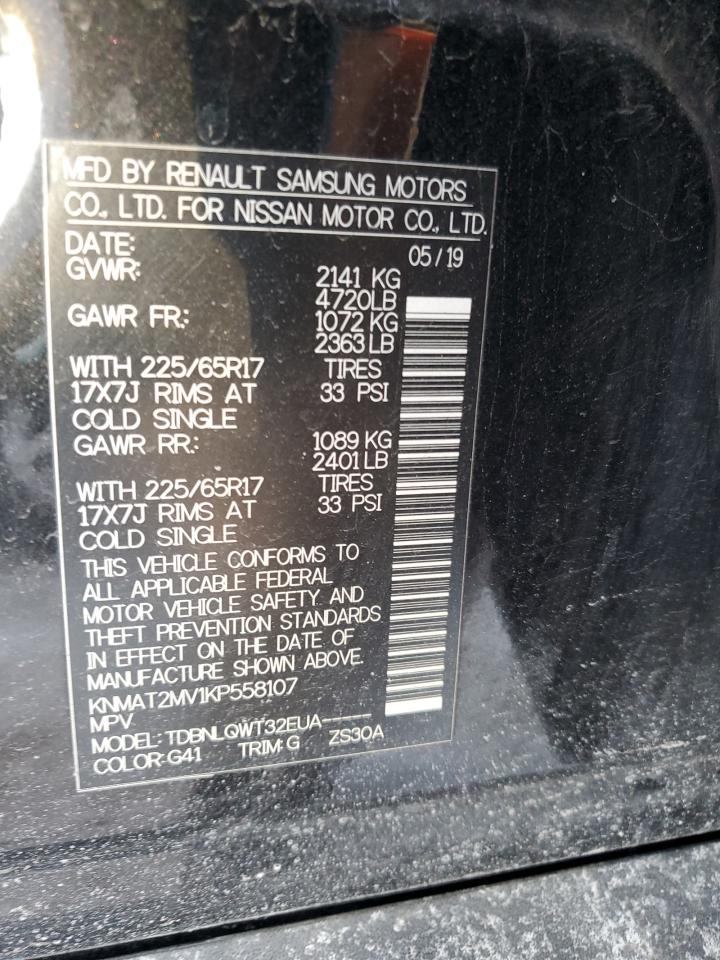 MFD BY RENAULT SAMSUNG MOTORS
CO., LTD. FOR NISSAN MOTOR CO., LTD.
DATE: 05/19
GVWR: 2141 KG
4720LB
GAWR FR: 1072 KG
2363 LB
WITH 225/65R17 TIRES
17X7J RIMS AT 33 PSI
COLD SINGLE
GAWR RR: 1089 KG
2401 LB
WITH 225/65R17 TIRES
17X7J RIMS AT 33 PSI
COLD SINGLE
THIS VEHICLE CONFORMS TO
ALL APPLICABLE FEDERAL
MOTOR VEHICLE SAFETY AND
THEFT PREVENTION STANDARDS
IN EFFECT ON THE DATE OF
MANUFACTURE SHOWN ABOVE.
KNMAT2MV1KP558107
MPV
MODEL: TDBNLQWT32EUA-----
COLOR:G41 TRIM:G ZS30A